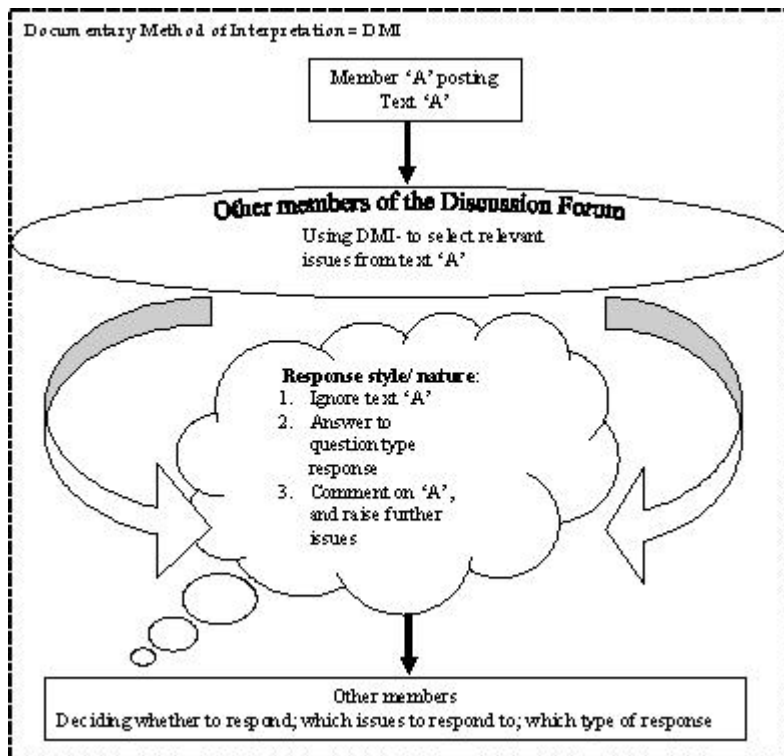 Documentary Method of Interpretation = DMI
Member ‘A’ posting
Text ‘A’
Other members of the Discussion Forum
Using DMI- to select relevant
issues from text ‘A’
Response style/ nature:
1. Ignore text ‘A’
2. Answer to
question type
response
3. Comment on ‘A’,
and raise further
issues
Other members
Deciding whether to respond; which issues to respond to; which type of response